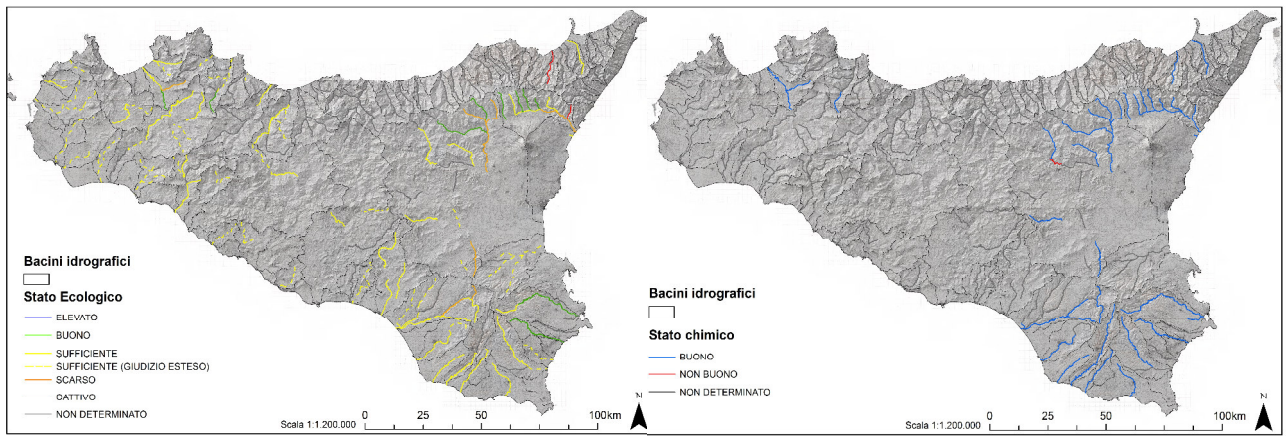 Bacini idrografici
Stato Ecologico
ELEVATO
BUONO
SUFFICIENTE
SUFFICIENTE (GIUDIZIO ESTESO)
SCARSO
CATTIVO
NON DETERMINATO
Scala 1:1.200.000
0 25 50 100km
N
Bacini idrografici
Stato chimico
BUONO
NON BUONO
NON DETERMINATO
Scala 1:1.200.000
0 25 50 100km
N